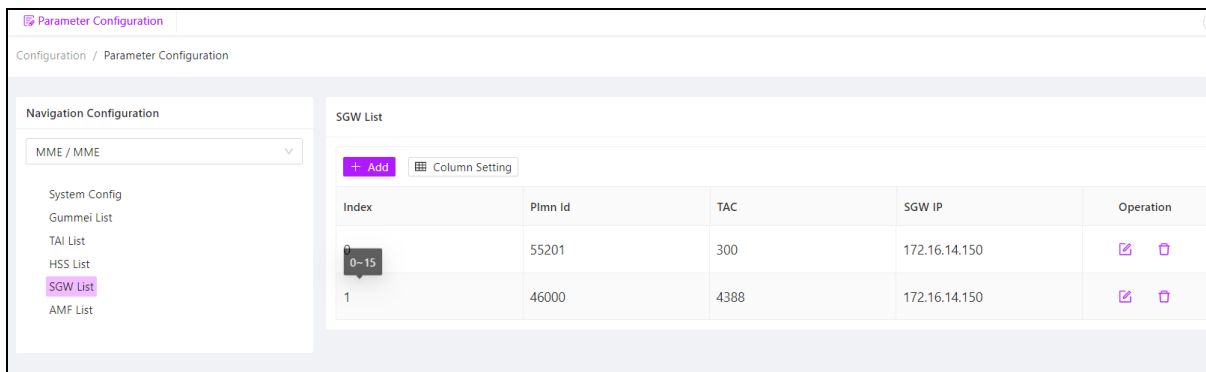 Parameter Configuration
Configuration / Parameter Configuration
Navigation Configuration
MME / MME
System Config
Gummei List
TAI List
HSS List
SGW List
AMF List
SGW List
+ Add Column Setting
Index Plmn Id TAC SGW IP Operation
0 55201 300 172.16.14.150
0~15
1 46000 4388 172.16.14.150